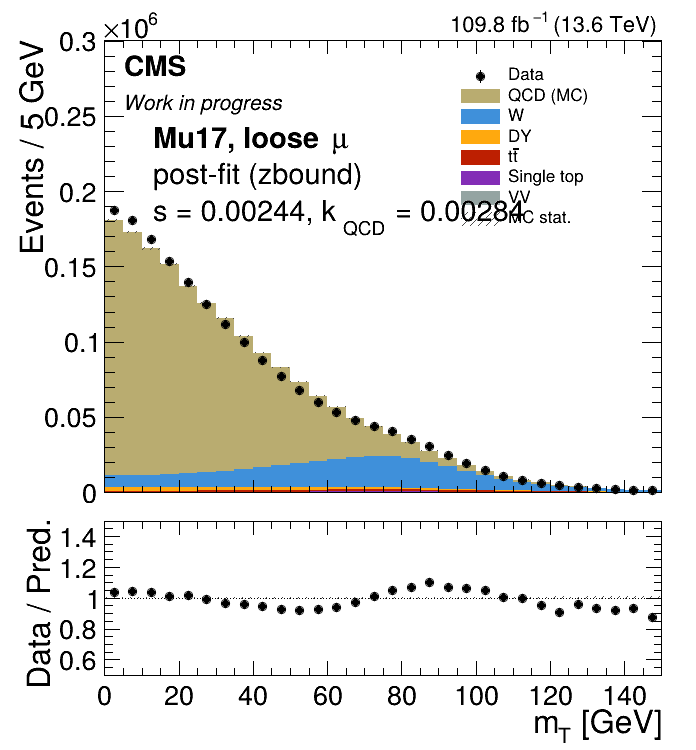 ×10⁶
109.8 fb⁻¹ (13.6 TeV)
CMS
Work in progress
Mu17, loose μ
post-fit (zbound)
s = 0.00244, k_QCD = 0.00284
Data
QCD (MC)
W
DY
tt̄
Single top
VV
MC stat.
Events / 5 GeV
0.3
0.25
0.2
0.15
0.1
0.05
0
Data / Pred.
1.4
1.2
1
0.8
0.6
0 20 40 60 80 100 120 140
m_T [GeV]